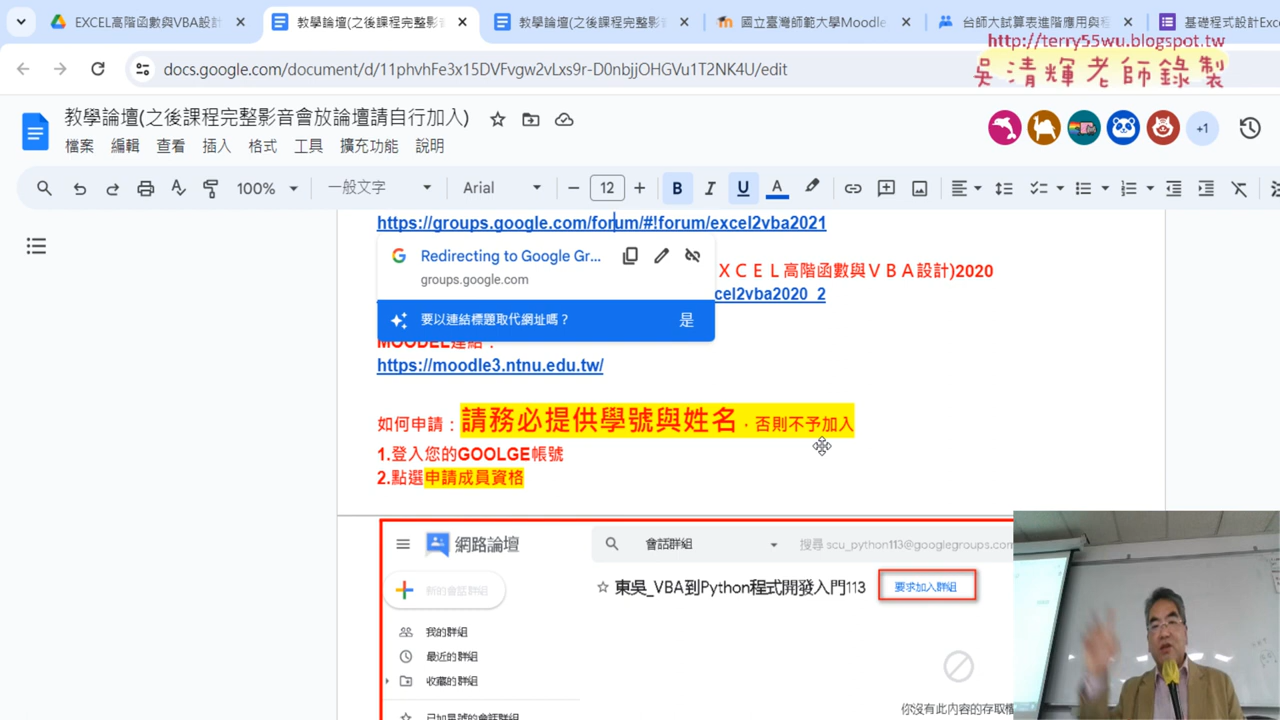 EXCEL高階函數與VBA設計
教學論壇(之後課程完整影音
教學論壇(之後課程完整影音
國立臺灣師範大學Moodle
台師大試算表進階應用與程
基礎程式設計Exce
http://terry55wu.blogspot.tw
吳清輝老師錄製
docs.google.com/document/d/11phvhFe3x1LDVFvgw2vLxs9r-D0nbjjOHGVu1T2NK4U/edit
教學論壇(之後課程完整影音會放論壇請自行加入)
+1
檔案 編輯 查看 插入 格式 工具 擴充功能 說明
100% 一般文字 Arial 12 B I U A
https://groups.google.com/forum/#!forum/excel2vba2021
Redirecting to Google Gr...
groups.google.com
ＸＣＥＬ高階函數與ＶＢＡ設計)2020
cel2vba2020_2
要以連結標題取代網址嗎？ 是
MOODEL連結：
https://moodle3.ntnu.edu.tw/
如何申請：請務必提供學號與姓名，否則不予加入
1.登入您的GOOLGE帳號
2.點選申請成員資格
網路論壇
會話群組
搜尋 scu_python113@googlegroups.com
新的會話群組
東吳_VBA到Python程式開發入門113
要求加入群組
我的群組
最近的群組
收藏的群組
已加星號的會話群組
你沒有此內容的存取權